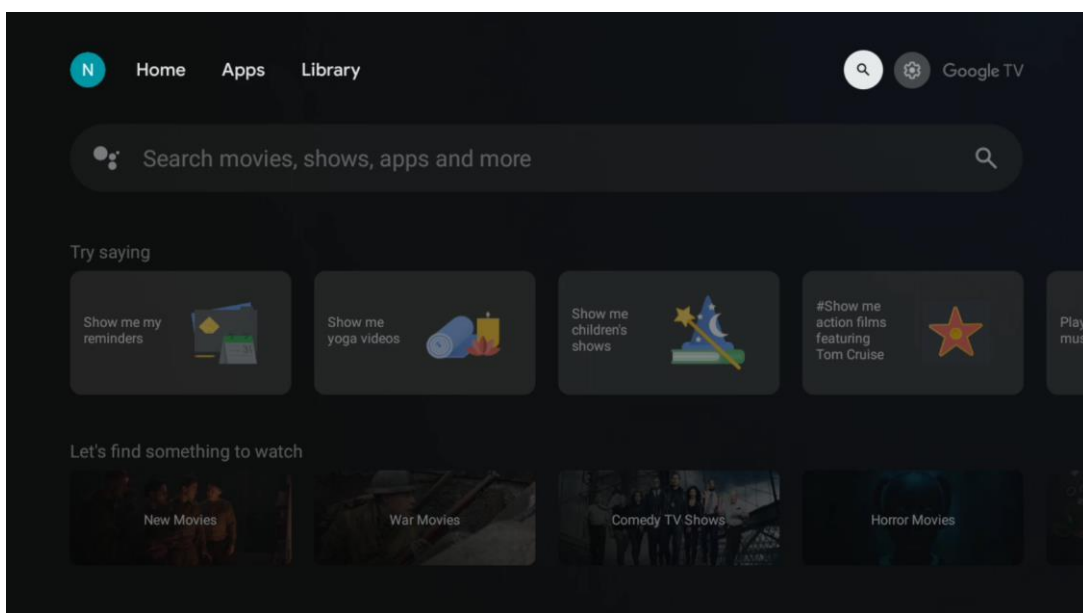 N Home Apps Library Google TV
Search movies, shows, apps and more
Try saying
Show me my
reminders
Show me
yoga videos
Show me
children's
shows
#Show me
action films
featuring
Tom Cruise
Play
mus
Let's find something to watch
New Movies
War Movies
Comedy TV Shows
Horror Movies